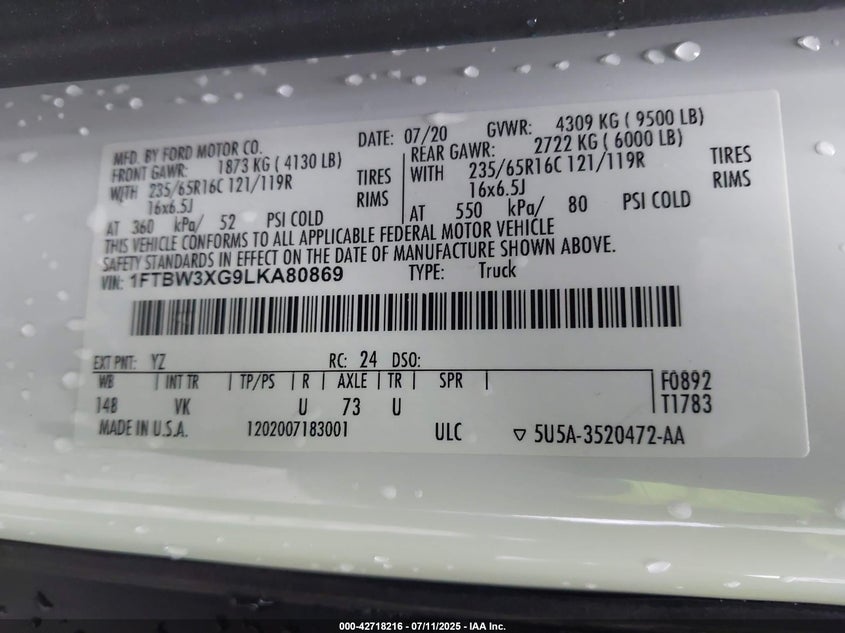 MFD. BY FORD MOTOR CO. DATE: 07/20 GVWR: 4309 KG ( 9500 LB)
FRONT GAWR: 1873 KG ( 4130 LB) REAR GAWR: 2722 KG ( 6000 LB)
WITH 235/65R16C 121/119R TIRES WITH 235/65R16C 121/119R TIRES
16x6.5J RIMS 16x6.5J RIMS
AT 360 kPa/ 52 PSI COLD AT 550 kPa/ 80 PSI COLD
THIS VEHICLE CONFORMS TO ALL APPLICABLE FEDERAL MOTOR VEHICLE
SAFETY STANDARDS IN EFFECT ON THE DATE OF MANUFACTURE SHOWN ABOVE.
VIN: 1FTBW3XG9LKA80869 TYPE: Truck
EXT PNT: YZ RC: 24 DSO:
WB | INT TR | TP/PS | R | AXLE | TR | SPR | F0892
148 VK U 73 U T1783
MADE IN U.S.A. 1202007183001 ULC ▽ 5U5A-3520472-AA
000-42718216 - 07/11/2025 - IAA Inc.